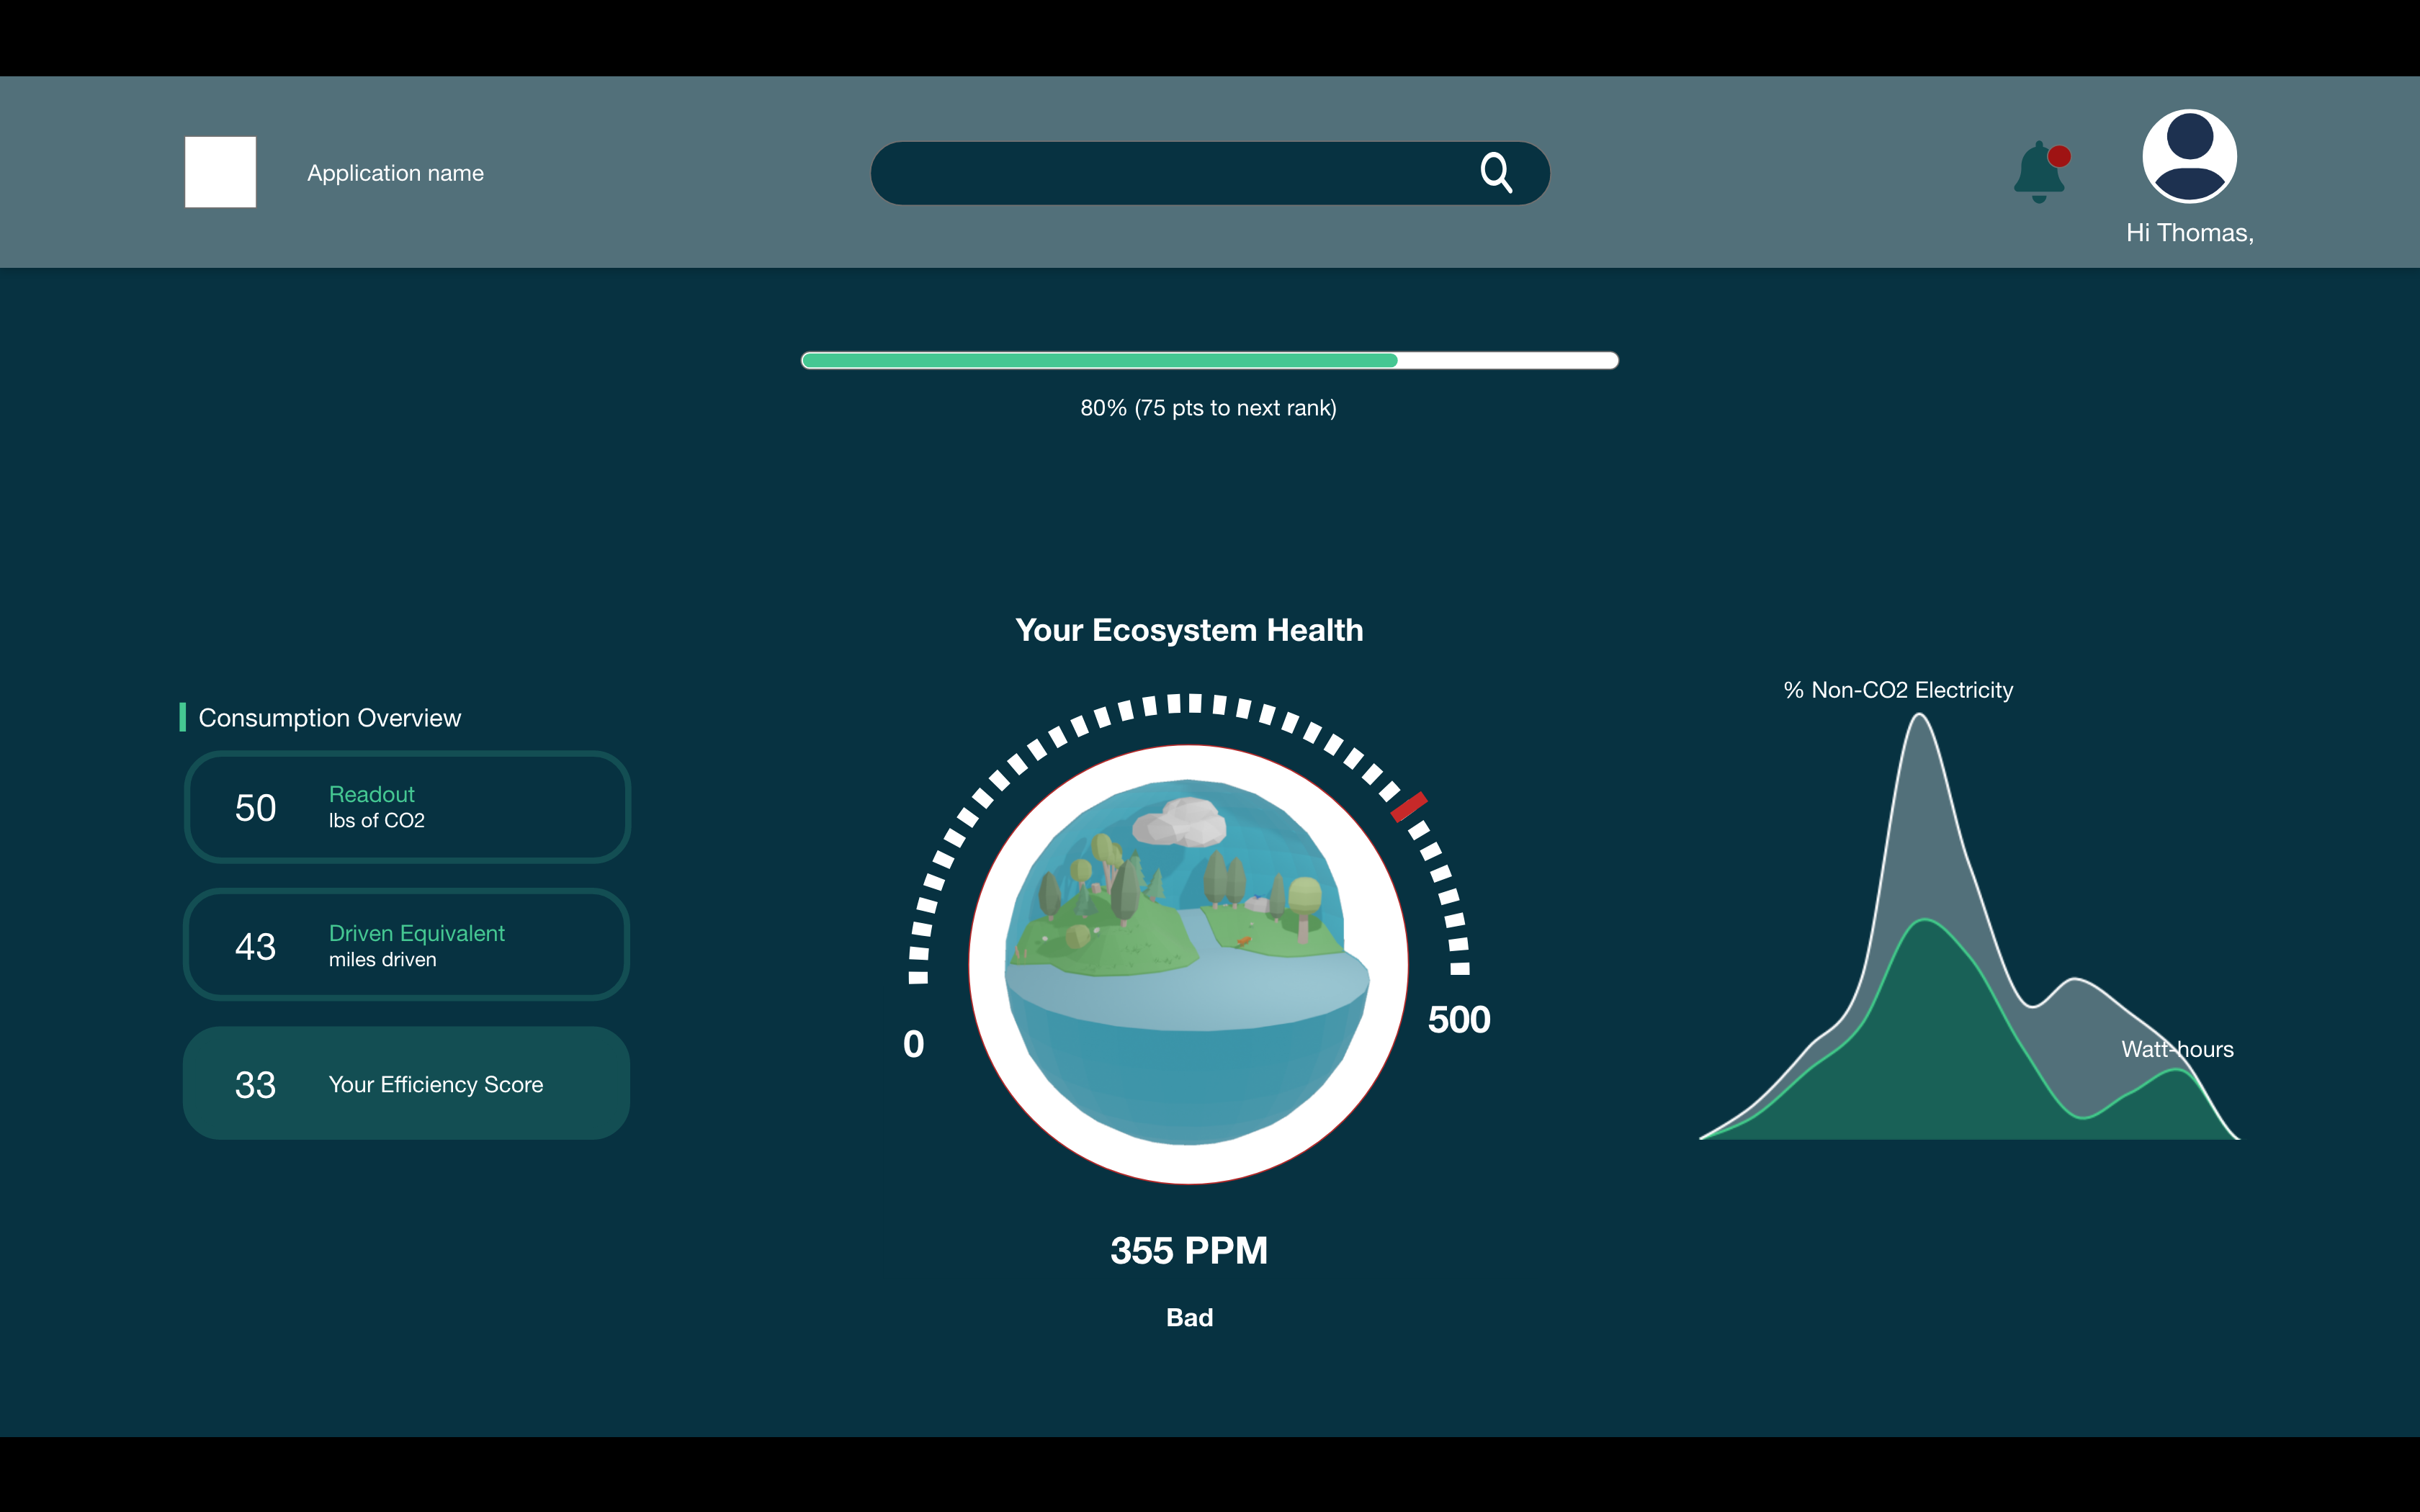 Application name
Hi Thomas,
80% (75 pts to next rank)
Your Ecosystem Health
Consumption Overview
50
Readout
lbs of CO2
43
Driven Equivalent
miles driven
33
Your Efficiency Score
0
500
355 PPM
Bad
% Non-CO2 Electricity
Watt-hours